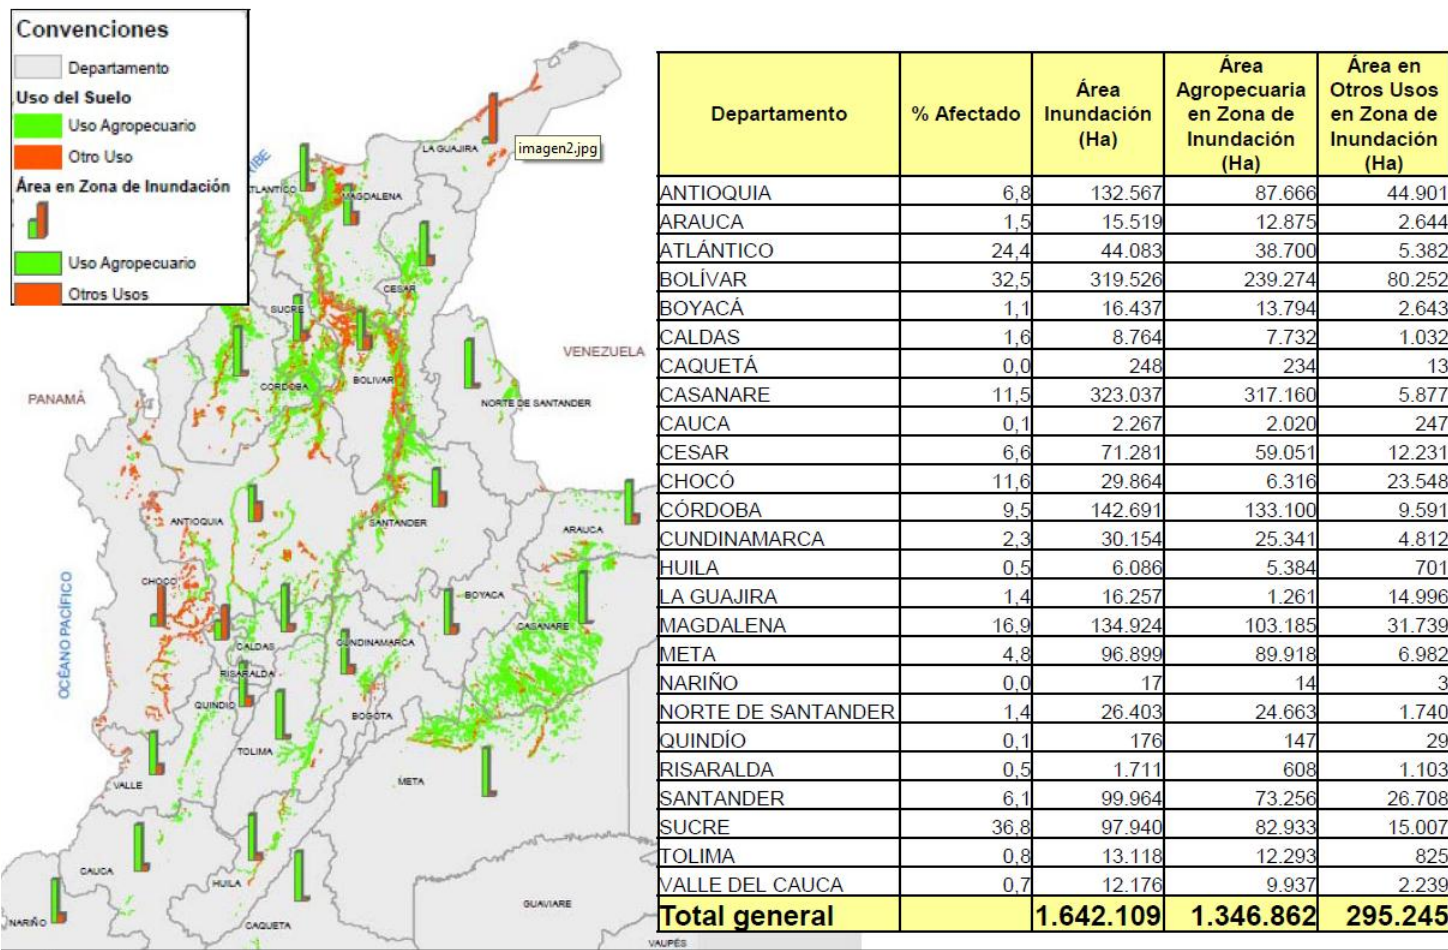 Convenciones
Departamento
Uso del Suelo
Uso Agropecuario
Otro Uso
Área en Zona de Inundación
Uso Agropecuario
Otros Usos
RIBE
TLANTICO
MAGDALENA
LA GUAJIRA
imagen2.jpg
CESAR
SUCRE
VENEZUELA
CORDOBA
BOLIVAR
PANAMÁ
NORTE DE SANTANDER
ANTIOQUIA
SANTANDER
ARAUCA
OCÉANO PACÍFICO
CHOCO
BOYACA
CASANARE
CALDAS
CUNDINAMARCA
RISARALDA
QUINDIO
BOGOTA
TOLIMA
META
VALLE
CAUCA
HUILA
NARIÑO
CAQUETA
GUAVIARE
VAUPÉS
Departamento % Afectado Área Inundación (Ha) Área Agropecuaria en Zona de Inundación (Ha) Área en Otros Usos en Zona de Inundación (Ha)
ANTIOQUIA 6,8 132.567 87.666 44.901
ARAUCA 1,5 15.519 12.875 2.644
ATLÁNTICO 24,4 44.083 38.700 5.382
BOLÍVAR 32,5 319.526 239.274 80.252
BOYACÁ 1,1 16.437 13.794 2.643
CALDAS 1,6 8.764 7.732 1.032
CAQUETÁ 0,0 248 234 13
CASANARE 11,5 323.037 317.160 5.877
CAUCA 0,1 2.267 2.020 247
CESAR 6,6 71.281 59.051 12.231
CHOCÓ 11,6 29.864 6.316 23.548
CÓRDOBA 9,5 142.691 133.100 9.591
CUNDINAMARCA 2,3 30.154 25.341 4.812
HUILA 0,5 6.086 5.384 701
LA GUAJIRA 1,4 16.257 1.261 14.996
MAGDALENA 16,9 134.924 103.185 31.739
META 4,8 96.899 89.918 6.982
NARIÑO 0,0 17 14 3
NORTE DE SANTANDER 1,4 26.403 24.663 1.740
QUINDÍO 0,1 176 147 29
RISARALDA 0,5 1.711 608 1.103
SANTANDER 6,1 99.964 73.256 26.708
SUCRE 36,8 97.940 82.933 15.007
TOLIMA 0,8 13.118 12.293 825
VALLE DEL CAUCA 0,7 12.176 9.937 2.239
Total general 1.642.109 1.346.862 295.245